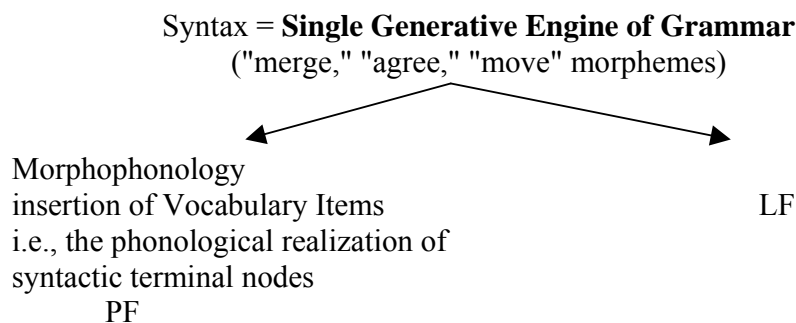 Syntax = Single Generative Engine of Grammar
("merge," "agree," "move" morphemes)
Morphophonology
insertion of Vocabulary Items
LF
i.e., the phonological realization of
syntactic terminal nodes
PF